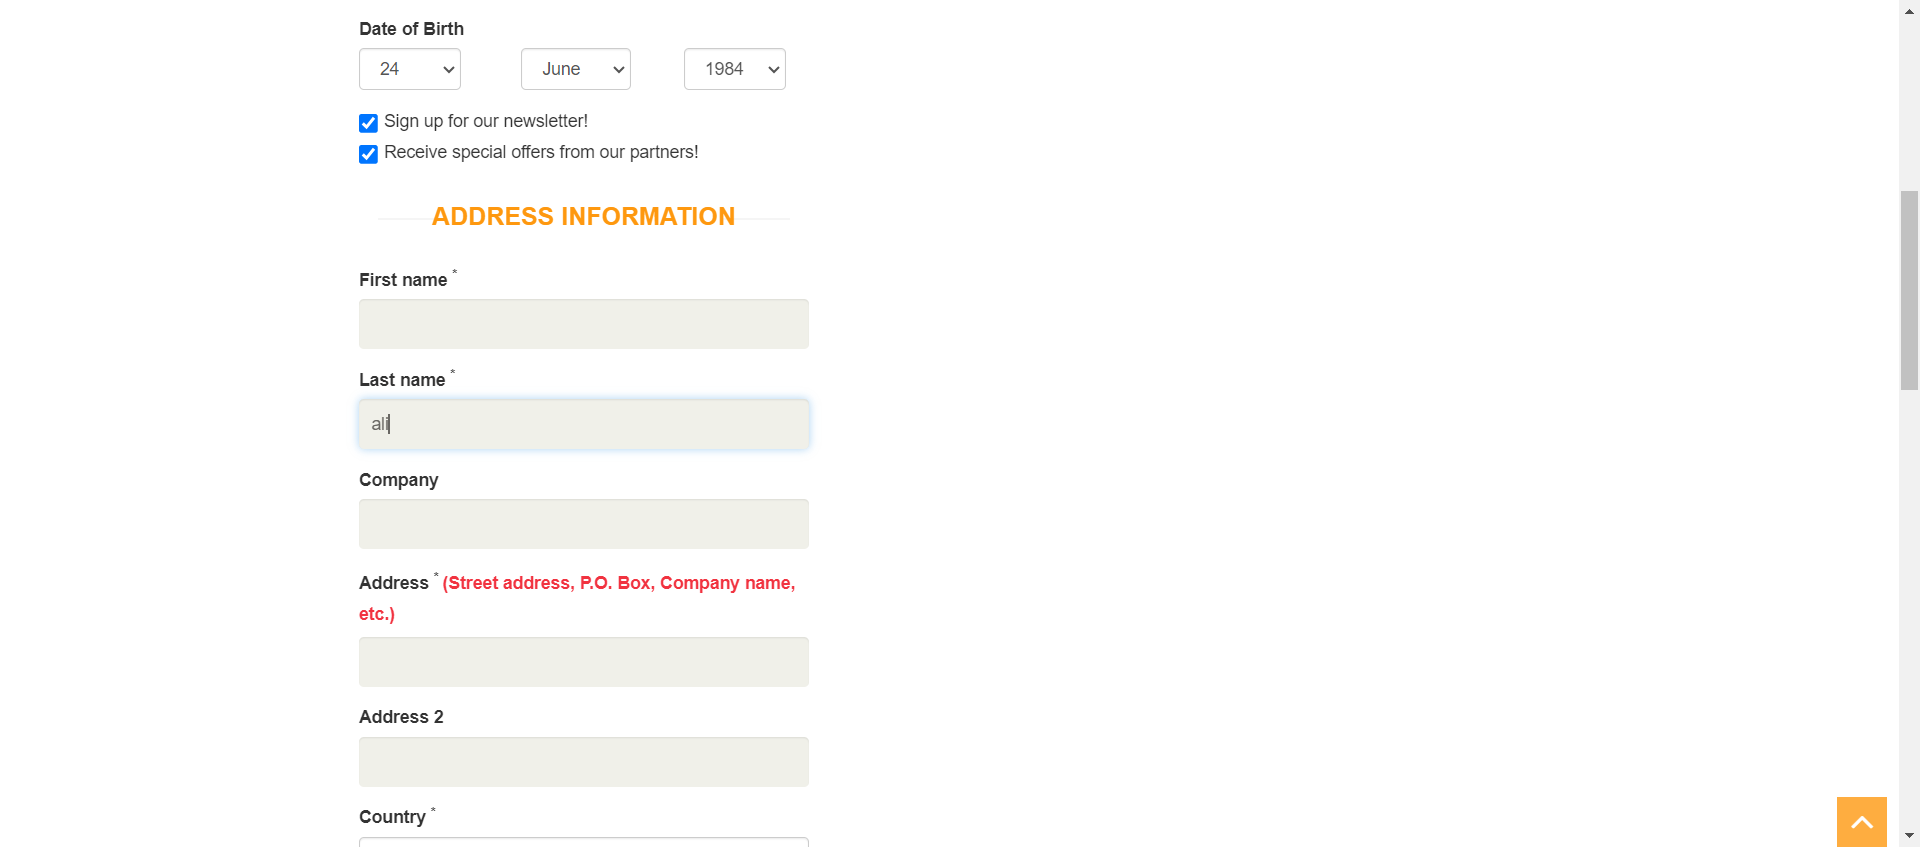 Date of Birth
24 June 1984
Sign up for our newsletter!
Receive special offers from our partners!
ADDRESS INFORMATION
First name *
Last name *
ali
Company
Address * (Street address, P.O. Box, Company name,
etc.)
Address 2
Country *